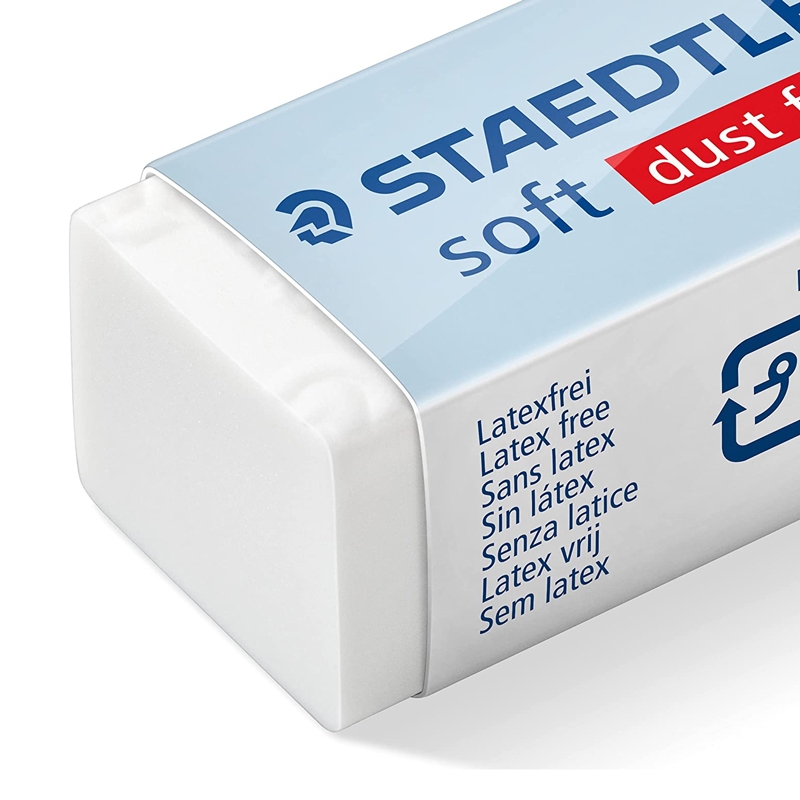 STAEDTLE
soft dust f
Latexfrei
Latex free
Sans latex
Sin látex
Senza latice
Latex vrij
Sem latex